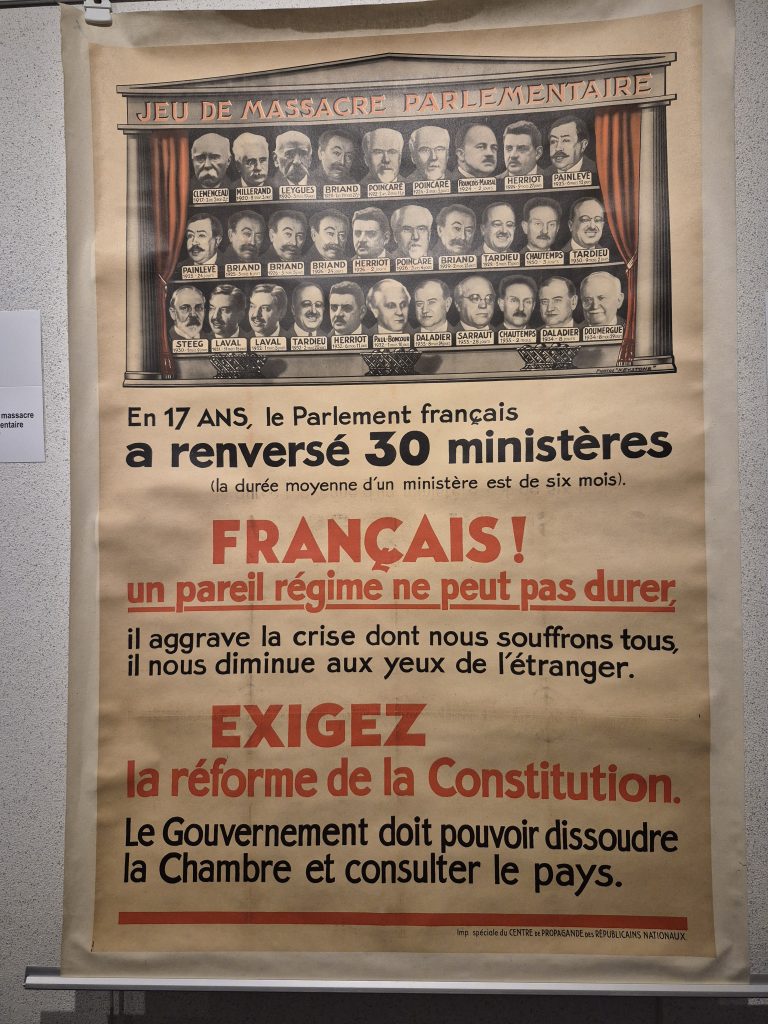 JEU DE MASSACRE PARLEMENTAIRE
CLEMENCEAU MILLERAND LEYGUES BRIAND POINCARÉ POINCARÉ FRANÇOIS-MARSAL HERRIOT PAINLEVÉ
PAINLEVÉ BRIAND BRIAND BRIAND HERRIOT POINCARÉ BRIAND TARDIEU CHAUTEMPS TARDIEU
STEEG LAVAL LAVAL TARDIEU HERRIOT PAUL-BONCOUR DALADIER SARRAUT CHAUTEMPS DALADIER DOUMERGUE
Photos "KEYSTONE"
En 17 ANS, le Parlement français
a renversé 30 ministères
(la durée moyenne d'un ministère est de six mois).
FRANÇAIS!
un pareil régime ne peut pas durer,
il aggrave la crise dont nous souffrons tous,
il nous diminue aux yeux de l'étranger.
EXIGEZ
la réforme de la Constitution.
Le Gouvernement doit pouvoir dissoudre
la Chambre et consulter le pays.
Imp. spéciale du CENTRE DE PROPAGANDE DES RÉPUBLICAINS NATIONAUX
massacre
entaire